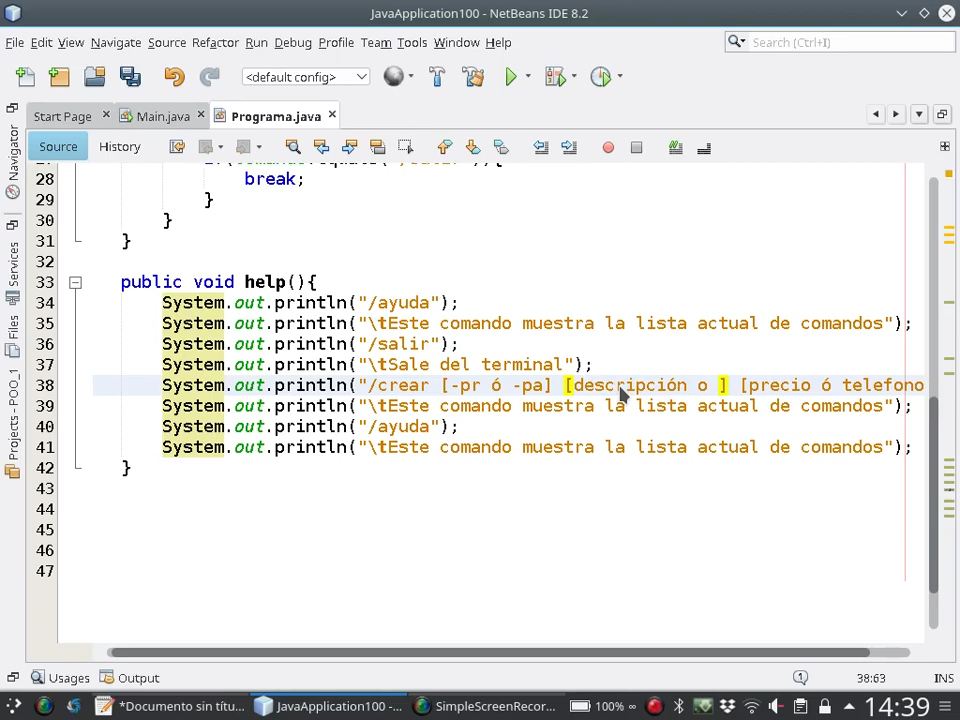 JavaApplication100 - NetBeans IDE 8.2
File Edit View Navigate Source Refactor Run Debug Profile Team Tools Window Help
Search (Ctrl+I)
<default config>
Start Page
Main.java
Programa.java
Source History
Navigator
Services
Files
Projects - POO_1
28 break;
29 }
30 }
31 }
32
33 public void help(){
34 System.out.println("/ayuda");
35 System.out.println("\tEste comando muestra la lista actual de comandos");
36 System.out.println("/salir");
37 System.out.println("\tSale del terminal");
38 System.out.println("/crear [-pr ó -pa] [descripción o ] [precio ó telefono
39 System.out.println("\tEste comando muestra la lista actual de comandos");
40 System.out.println("/ayuda");
41 System.out.println("\tEste comando muestra la lista actual de comandos");
42 }
43
44
45
46
47
Usages Output
1
38:63
INS
*Documento sin títu...
JavaApplication100 -...
SimpleScreenRecor...
100%
14:39